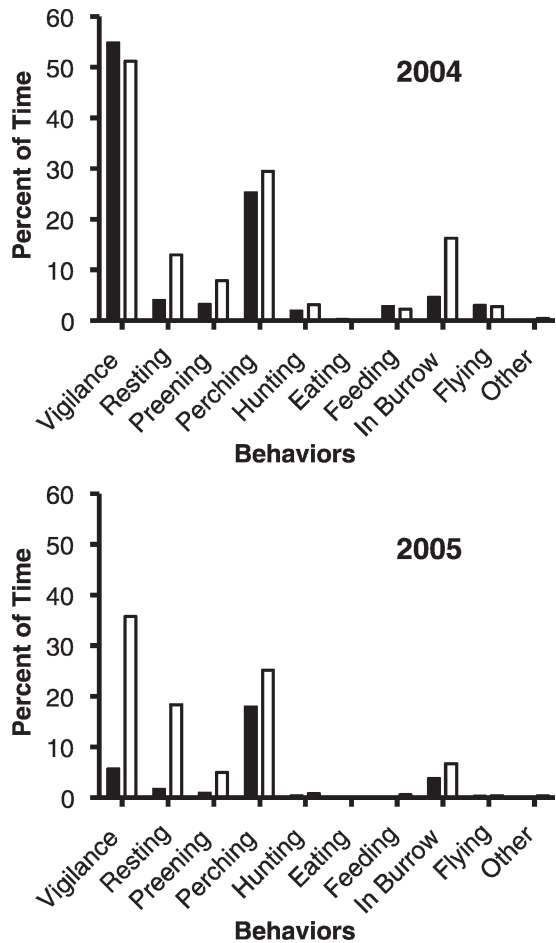 60
2004
50
40
30
20
10
0
Percent of Time
Vigilance
Resting
Preening
Perching
Hunting
Eating
Feeding
In Burrow
Flying
Other
Behaviors
60
2005
50
40
30
20
10
0
Percent of Time
Vigilance
Resting
Preening
Perching
Hunting
Eating
Feeding
In Burrow
Flying
Other
Behaviors